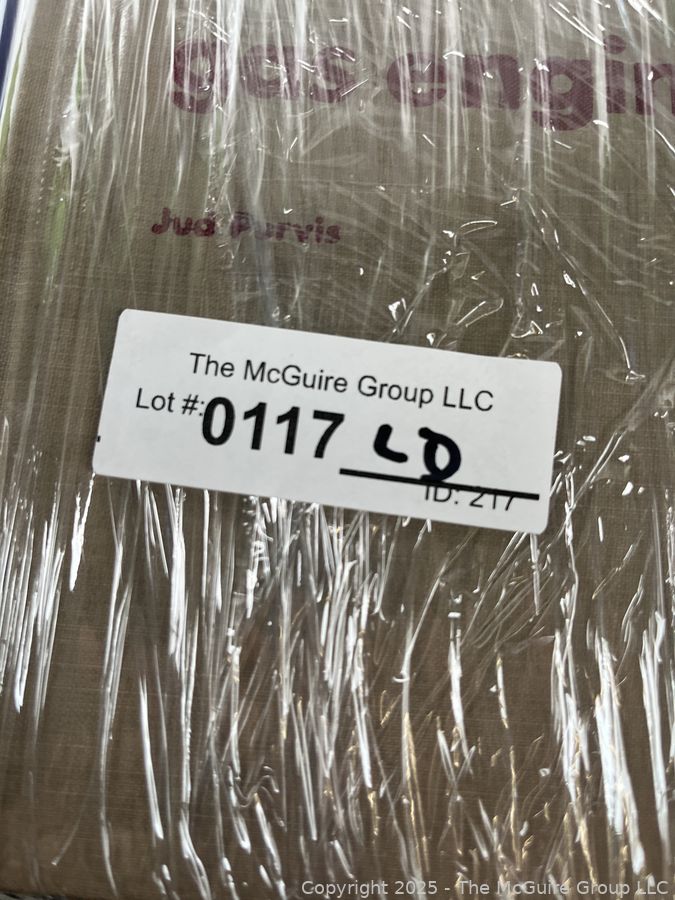 gas engin
Jud Purvis
The McGuire Group LLC
Lot #: 0117 LD
ID: 217
Copyright 2025 - The McGuire Group LLC